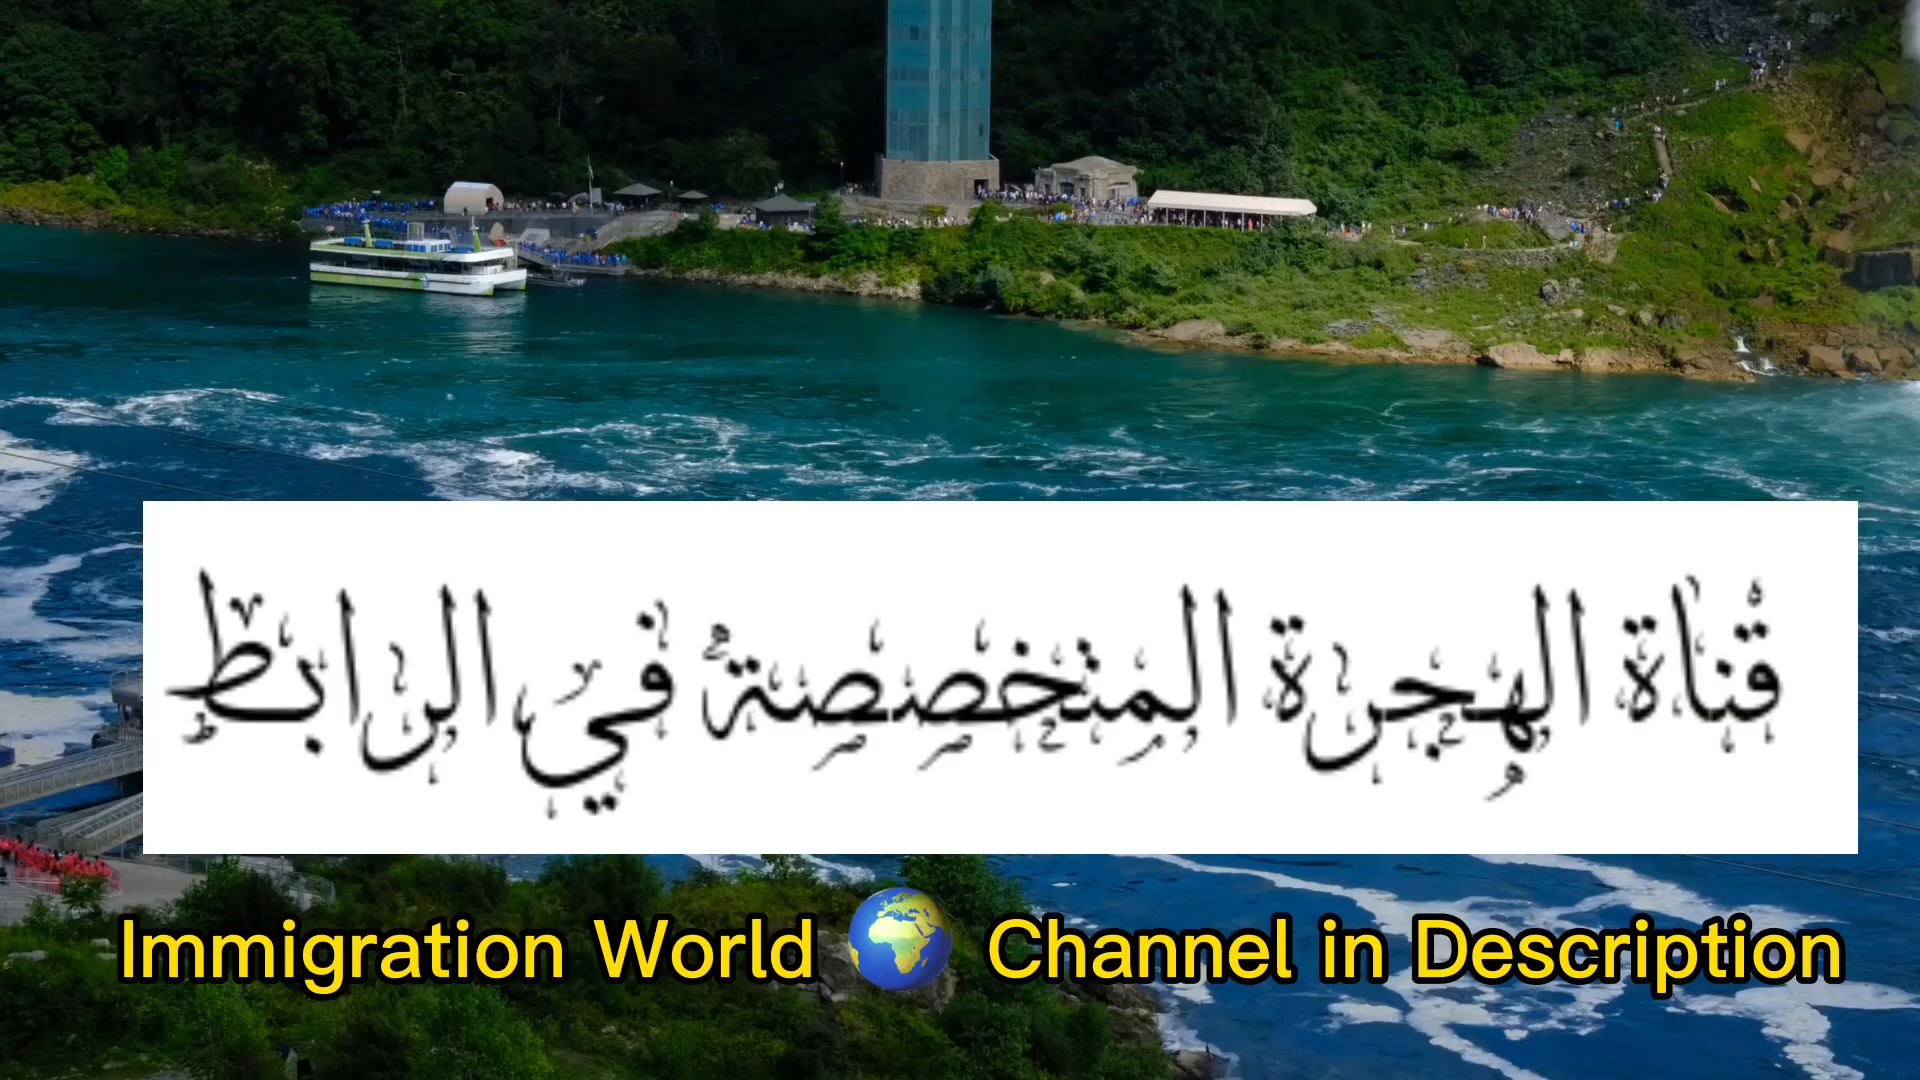 قناة الهجرة المتخصصة في الرابط
Immigration World 🌍 Channel in Description